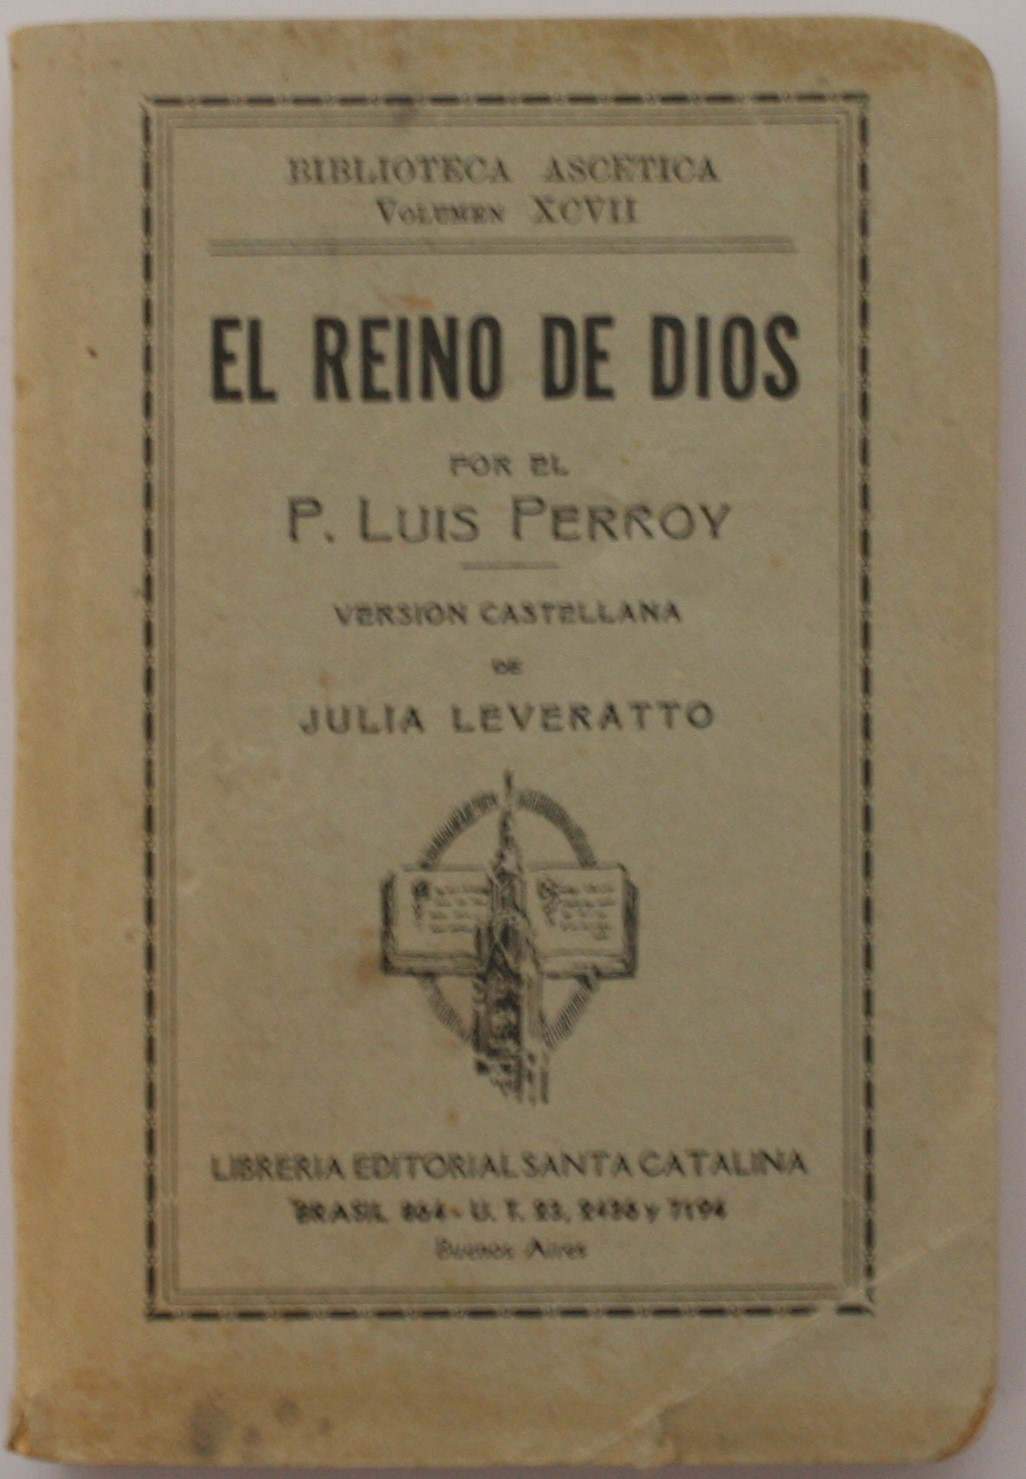 BIBLIOTECA ASCETICA
VOLUMEN XCVII
EL REINO DE DIOS
POR EL
P. LUIS PERROY
VERSION CASTELLANA
DE
JULIA LEVERATTO
LIBRERIA EDITORIAL SANTA CATALINA
BRASIL 864 - U. T. 23, 2436 y 7194
Buenos Aires